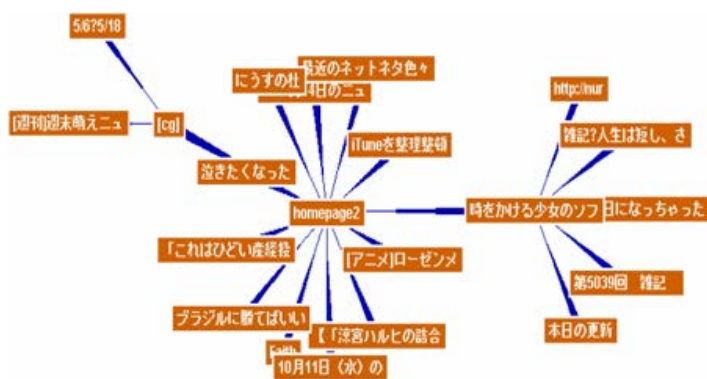 5/6?5/18
最近のネットネタ色々
にうすの杜
4日のニュ
http://nur
[週刊]週末萌えニュ
[cg]
雑記?人生は短し、さ
iTuneを整理整頓
泣きたくなった
homepage2
時をかける少女のソフ
日になっちゃった
「これはひどい産経抄
[アニメ]ローゼンメ
第5039回 雑記
ブラジルに勝てばいい
【「涼宮ハルヒの詰合
本日の更新
Faith
10月11日（水）の